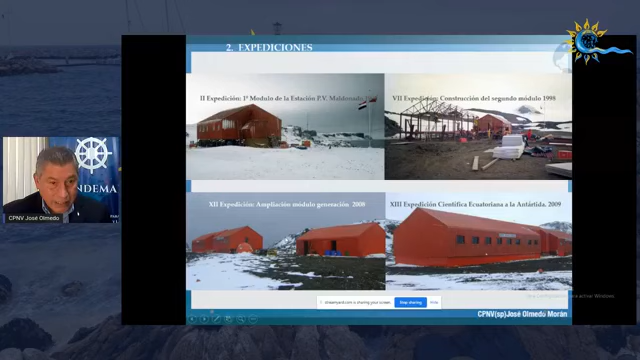 2. EXPEDICIONES
II Expedición: 1º Modulo de la Estación P.V. Maldonado
VII Expedición: Construcción del segundo módulo 1998
XII Expedición: Ampliación módulo generación. 2008
XIII Expedición Científica Ecuatoriana a la Antártida. 2009
NDEMA
CPNV José Olmedo
streamyard.com is sharing your screen.
Stop sharing
Hide
CPNV(sp)José Olmedo Morán